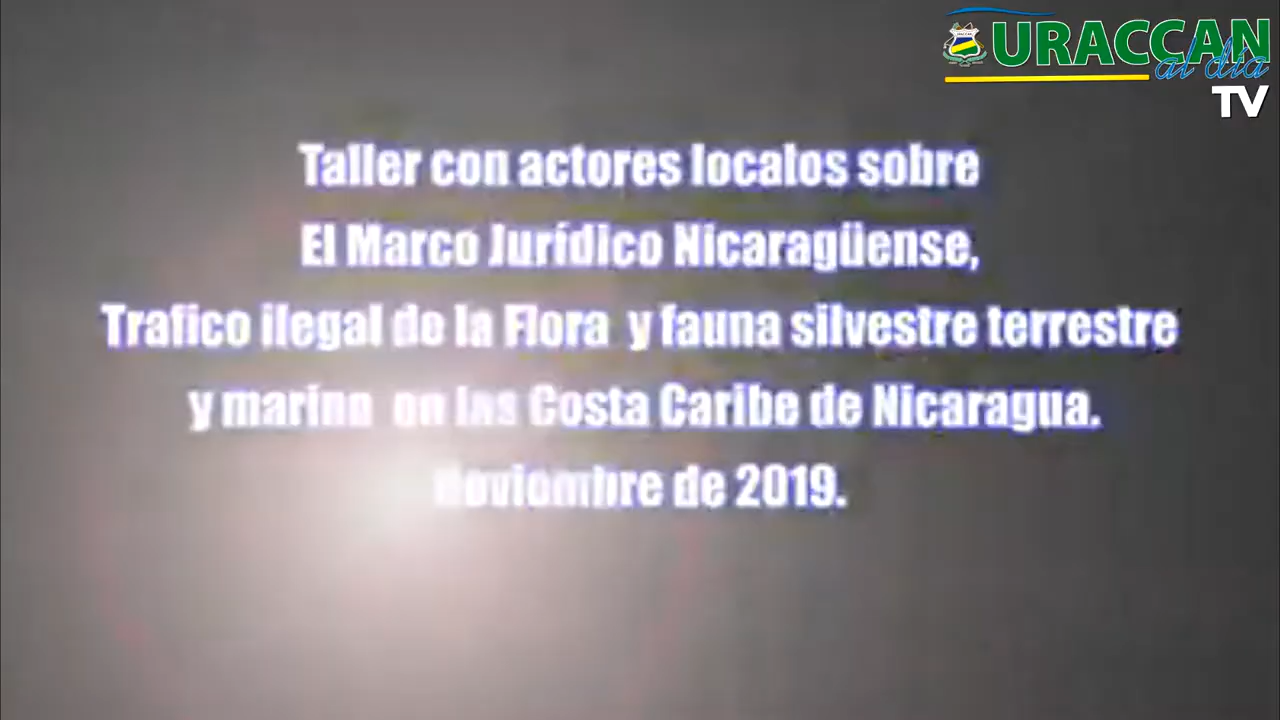 URACCAN
al día
TV
Taller con actores locales sobre
El Marco Jurídico Nicaragüense,
Trafico ilegal de la Flora y fauna silvestre terrestre
y marino en las Costa Caribe de Nicaragua.
Noviembre de 2019.